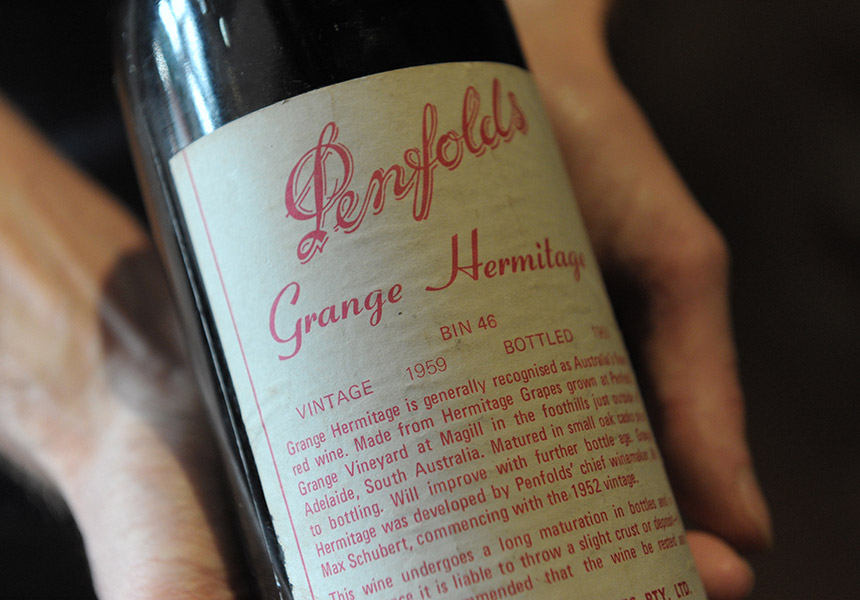 Penfolds
Grange Hermitage
BIN 46
VINTAGE 1959 BOTTLED
Grange Hermitage is generally recognised as Australia's
red wine. Made from Hermitage Grapes grown at Penfolds
Grange Vineyard at Magill in the foothills just outside
Adelaide, South Australia. Matured in small oak casks
to bottling. Will improve with further bottle age. Grange
Hermitage was developed by Penfolds' chief winemaker,
Max Schubert, commencing with the 1952 vintage.
This wine undergoes a long maturation in bottles and
it is liable to throw a slight crust or deposit
that the wine be rested
PTY. LTD.